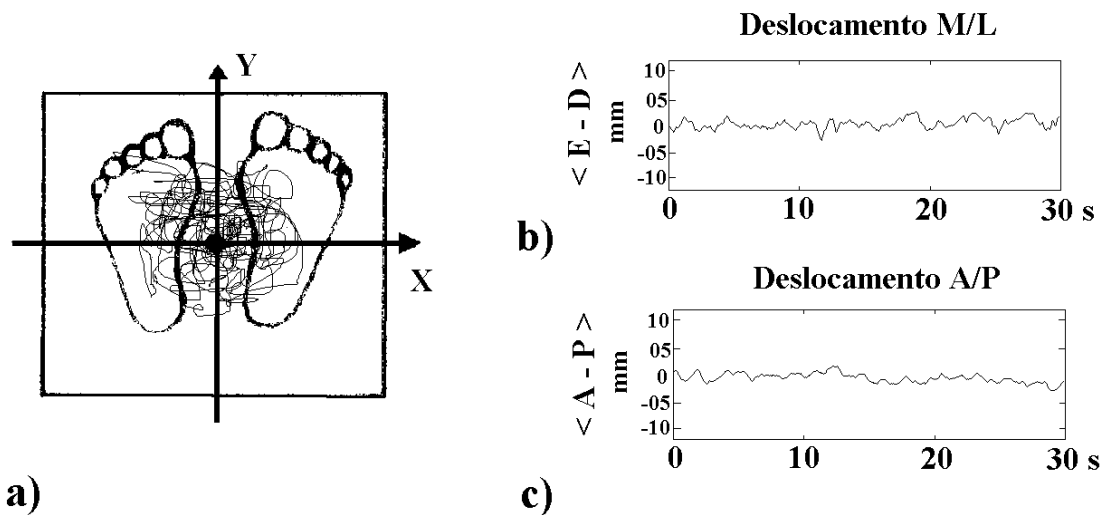 Y
X
a)
Deslocamento M/L
< E - D >
mm
10
05
0
-05
-10
0 10 20 30 s
b)
Deslocamento A/P
< A - P >
mm
10
05
0
-05
-10
0 10 20 30 s
c)